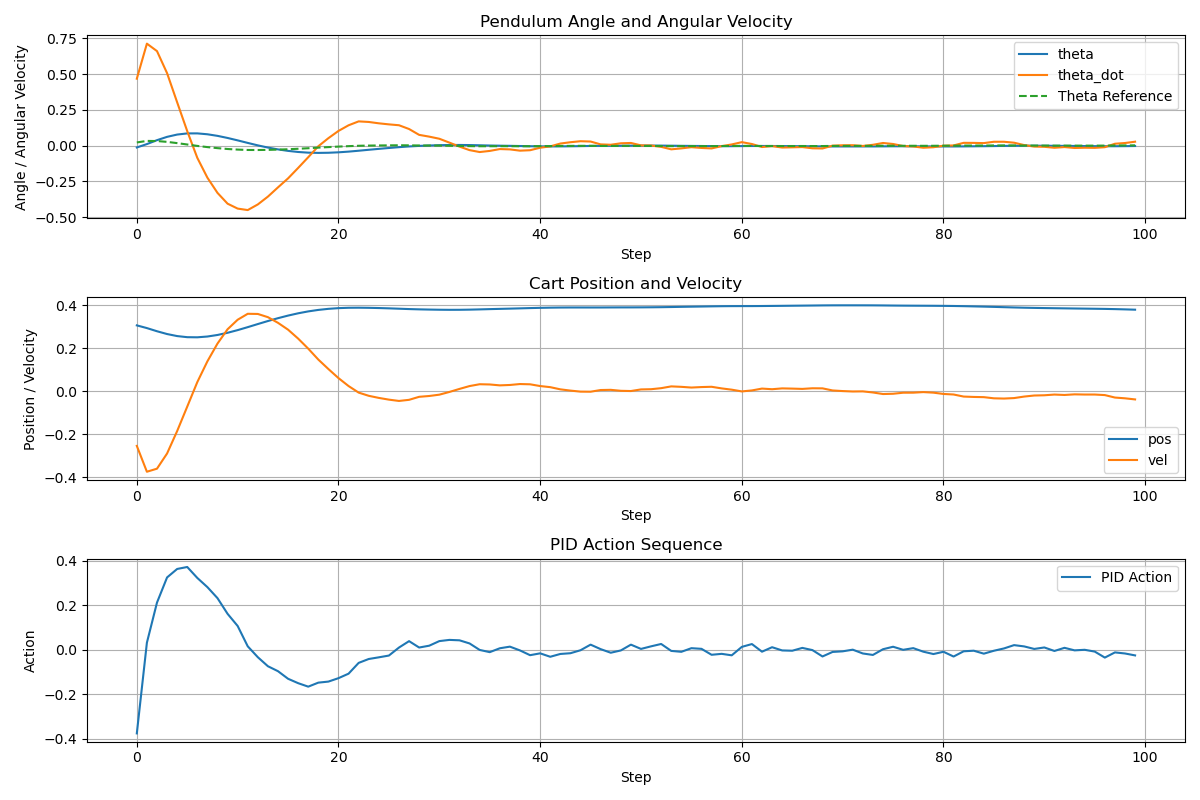 Pendulum Angle and Angular Velocity
Angle / Angular Velocity
0.75
0.50
0.25
0.00
−0.25
−0.50
theta
theta_dot
Theta Reference
0 20 40 60 80 100
Step
Cart Position and Velocity
Position / Velocity
0.4
0.2
0.0
−0.2
−0.4
pos
vel
0 20 40 60 80 100
Step
PID Action Sequence
Action
0.4
0.2
0.0
−0.2
−0.4
PID Action
0 20 40 60 80 100
Step